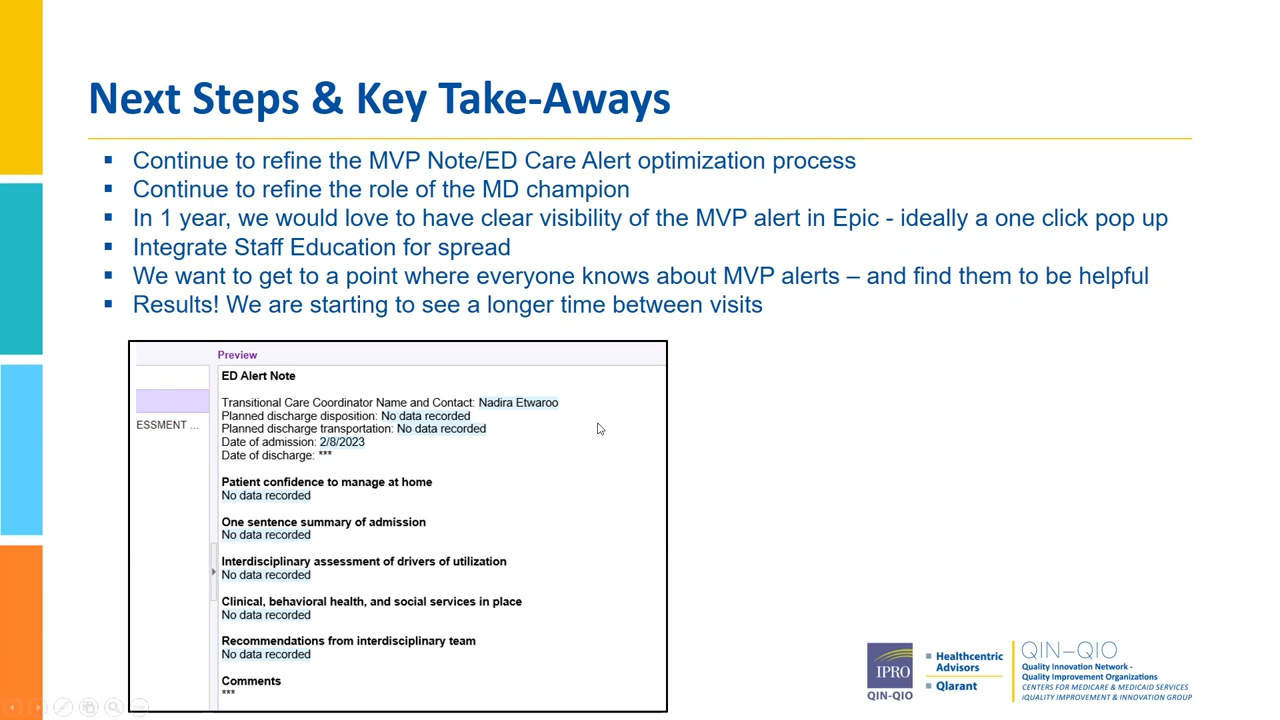 Next Steps & Key Take-Aways
Continue to refine the MVP Note/ED Care Alert optimization process
Continue to refine the role of the MD champion
In 1 year, we would love to have clear visibility of the MVP alert in Epic - ideally a one click pop up
Integrate Staff Education for spread
We want to get to a point where everyone knows about MVP alerts – and find them to be helpful
Results! We are starting to see a longer time between visits
Preview
ESSMENT ...
ED Alert Note
Transitional Care Coordinator Name and Contact: Nadira Etwaroo
Planned discharge disposition: No data recorded
Planned discharge transportation: No data recorded
Date of admission: 2/8/2023
Date of discharge: ***
Patient confidence to manage at home
No data recorded
One sentence summary of admission
No data recorded
Interdisciplinary assessment of drivers of utilization
No data recorded
Clinical, behavioral health, and social services in place
No data recorded
Recommendations from interdisciplinary team
No data recorded
Comments
***
IPRO
QIN-QIO
Healthcentric
Advisors
Qlarant
QIN–QIO
Quality Innovation Network -
Quality Improvement Organizations
CENTERS FOR MEDICARE & MEDICAID SERVICES
iQUALITY IMPROVEMENT & INNOVATION GROUP